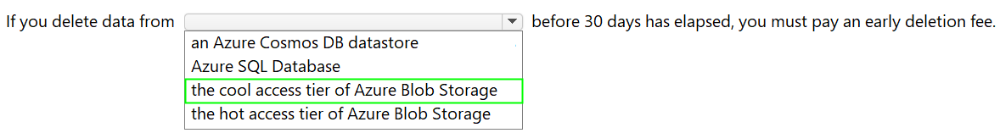 If you delete data from before 30 days has elapsed, you must pay an early deletion fee.
an Azure Cosmos DB datastore
Azure SQL Database
the cool access tier of Azure Blob Storage
the hot access tier of Azure Blob Storage